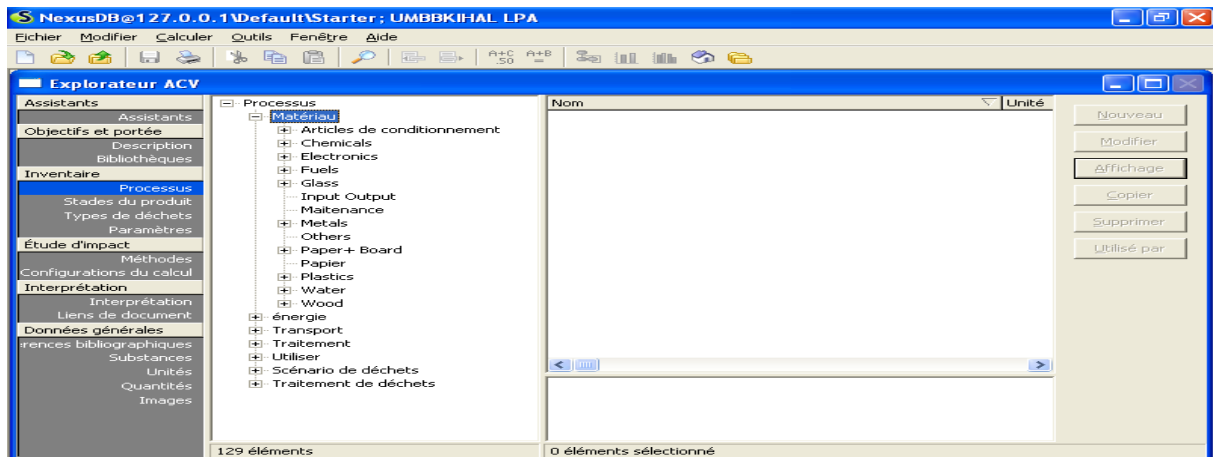 NexusDB@127.0.0.1\Default\Starter; UMBBKIHAL LPA
Fichier Modifier Calculer Outils Fenêtre Aide
A+C 50 A+B =
Explorateur ACV
Assistants
Assistants
Objectifs et portée
Description
Bibliothèques
Inventaire
Processus
Stades du produit
Types de déchets
Paramètres
Étude d'impact
Méthodes
Configurations du calcul
Interprétation
Interprétation
Liens de document
Données générales
rences bibliographiques
Substances
Unités
Quantités
Images
Processus
Matériau
Articles de conditionnement
Chemicals
Electronics
Fuels
Glass
Input Output
Maitenance
Metals
Others
Paper+ Board
Papier
Plastics
Water
Wood
énergie
Transport
Traitement
Utiliser
Scénario de déchets
Traitement de déchets
Nom Unité
Nouveau
Modifier
Affichage
Copier
Supprimer
Utilisé par
129 éléments
0 éléments sélectionné